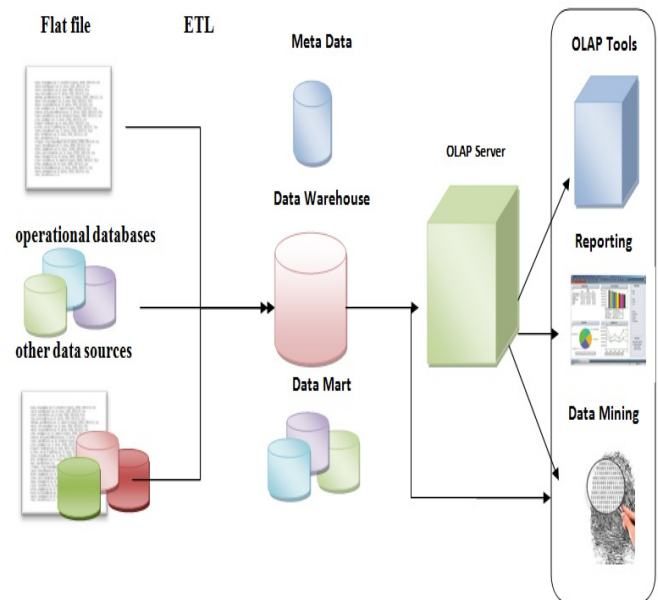 Flat file
ETL
Meta Data
OLAP Tools
OLAP Server
Data Warehouse
operational databases
Reporting
other data sources
Data Mart
Data Mining